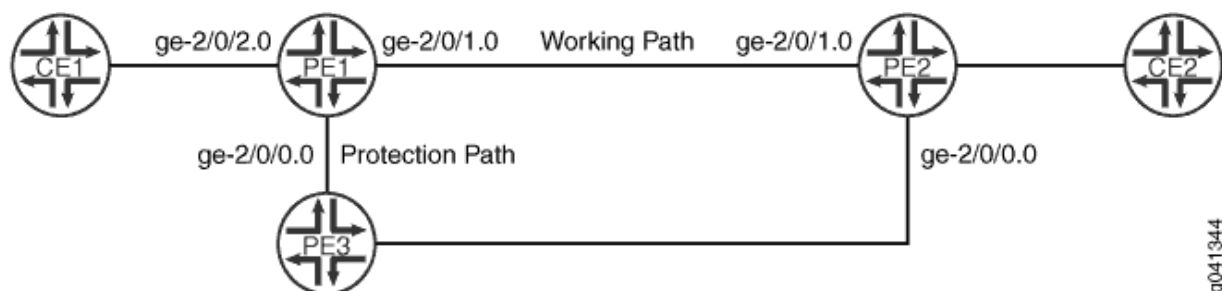 ge-2/0/2.0 ge-2/0/1.0 Working Path ge-2/0/1.0
CE1 PE1 PE2 CE2
ge-2/0/0.0 Protection Path ge-2/0/0.0
PE3
g041344